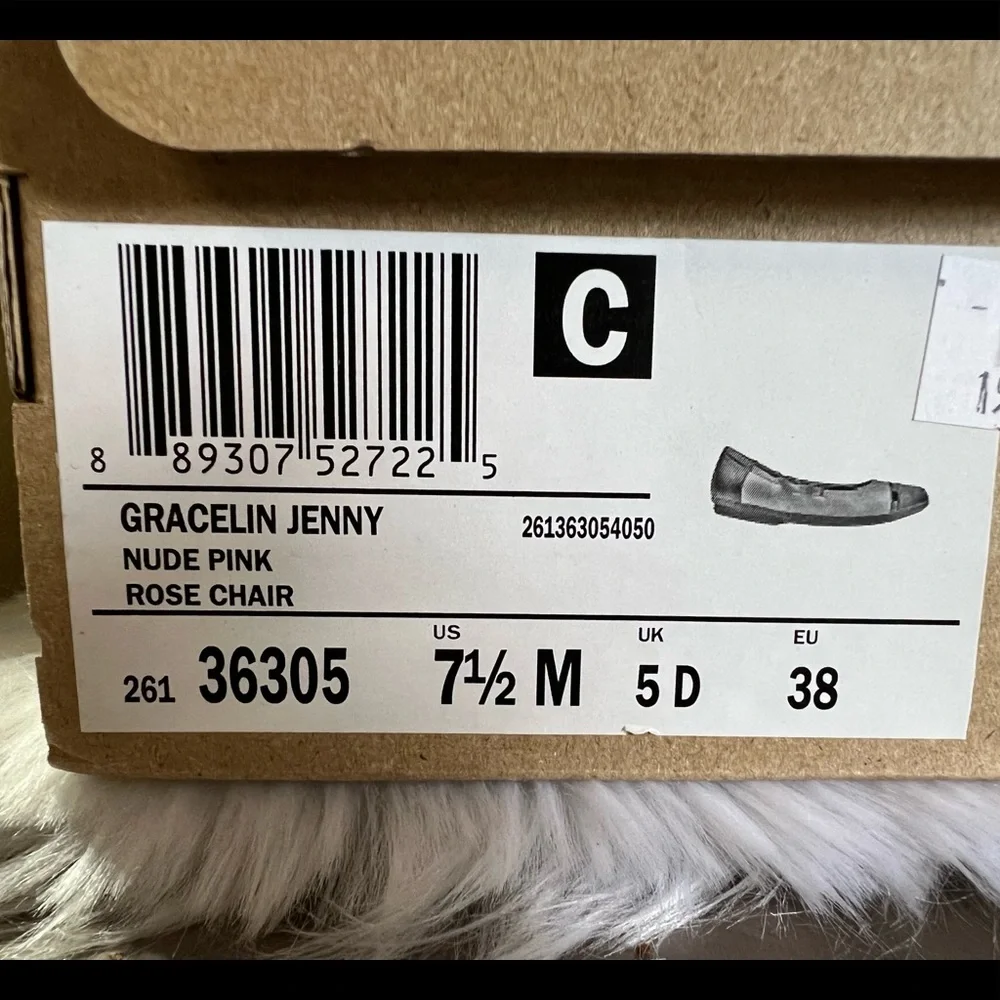 C
8 89307 52722 5
GRACELIN JENNY 261363054050
NUDE PINK
ROSE CHAIR
US UK EU
261 36305 7½ M 5 D 38